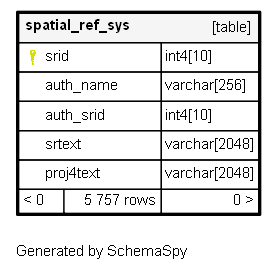 spatial_ref_sys [table]
srid int4[10]
auth_name varchar[256]
auth_srid int4[10]
srtext varchar[2048]
proj4text varchar[2048]
< 0 5 757 rows 0 >
Generated by SchemaSpy